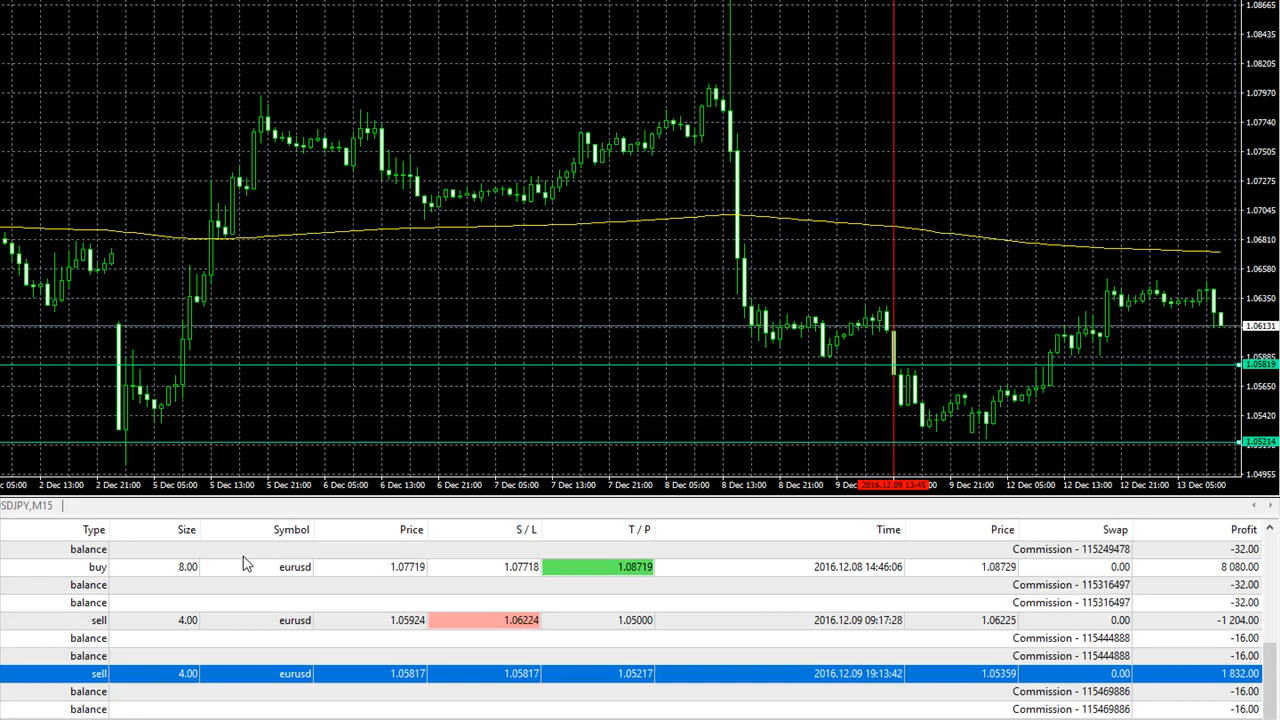 1.08665
1.08435
1.08205
1.07970
1.07740
1.07505
1.07275
1.07045
1.06810
1.06580
1.06350
1.06131
1.05885
1.05819
1.05650
1.05420
1.05214
1.04955
c 05:00 2 Dec 13:00 2 Dec 21:00 5 Dec 05:00 5 Dec 13:00 5 Dec 21:00 6 Dec 05:00 6 Dec 13:00 6 Dec 21:00 7 Dec 05:00 7 Dec 13:00 7 Dec 21:00 8 Dec 05:00 8 Dec 13:00 8 Dec 21:00 9 Dec 2016.12.09 13:45 00 9 Dec 21:00 12 Dec 05:00 12 Dec 13:00 12 Dec 21:00 13 Dec 05:00
SDJPY,M15
Type Size Symbol Price S / L T / P Time Price Swap Profit
balance Commission - 115249478 -32.00
buy 8.00 eurusd 1.07719 1.07718 1.08719 2016.12.08 14:46:06 1.08729 0.00 8 080.00
balance Commission - 115316497 -32.00
balance Commission - 115316497 -32.00
sell 4.00 eurusd 1.05924 1.06224 1.05000 2016.12.09 09:17:28 1.06225 0.00 -1 204.00
balance Commission - 115444888 -16.00
balance Commission - 115444888 -16.00
sell 4.00 eurusd 1.05817 1.05817 1.05217 2016.12.09 19:13:42 1.05359 0.00 1 832.00
balance Commission - 115469886 -16.00
balance Commission - 115469886 -16.00